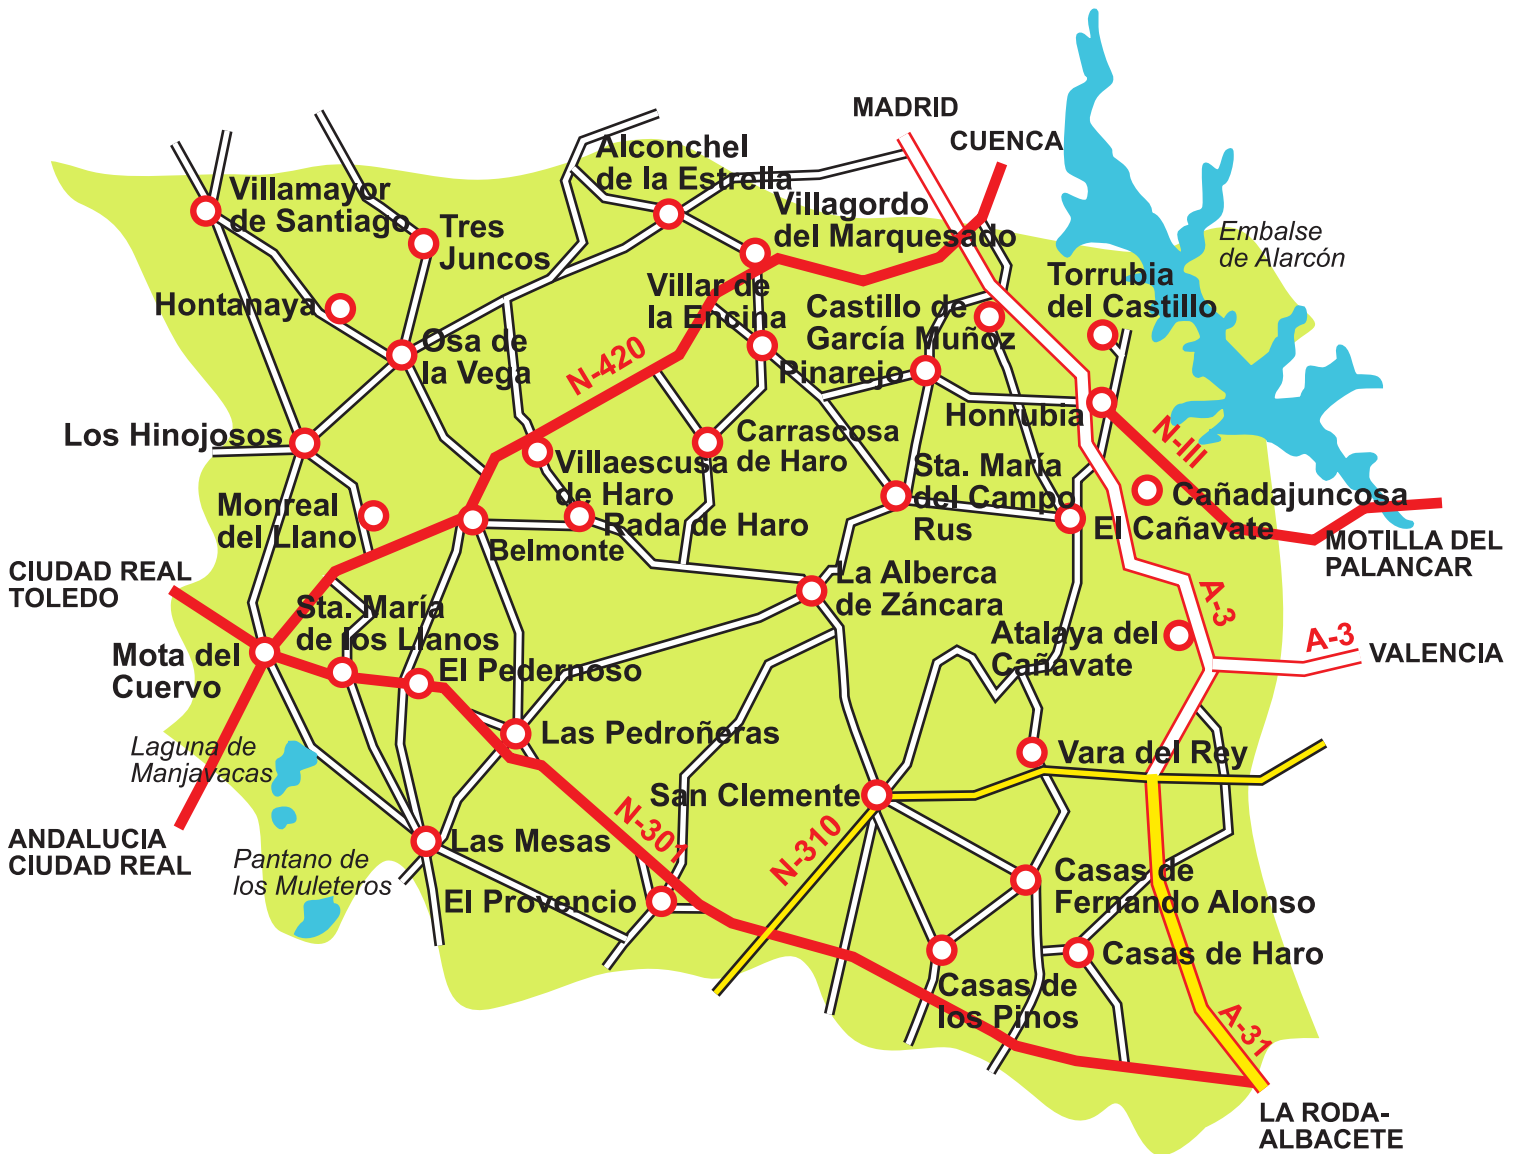 MADRID
CUENCA
Alconchel
de la Estrella
Villamayor
de Santiago
Tres
Juncos
Villagordo
del Marquesado
Embalse
de Alarcón
Hontanaya
Villar de
la Encina
Castillo de
García Muñoz
Torrubia
del Castillo
Osa de
la Vega
N-420
Pinarejo
Honrubia
Los Hinojosos
Carrascosa
de Haro
N-III
Villaescusa
de Haro
Sta. María
del Campo
Rus
Cañadajuncosa
Monreal
del Llano
Rada de Haro
El Cañavate
Belmonte
MOTILLA DEL
PALANCAR
CIUDAD REAL
TOLEDO
La Alberca
de Záncara
A-3
Sta. María
de los Llanos
Atalaya del
Cañavate
A-3
VALENCIA
Mota del
Cuervo
El Pedernoso
Las Pedroñeras
Laguna de
Manjavacas
Vara del Rey
San Clemente
N-301
N-310
ANDALUCIA
CIUDAD REAL
Las Mesas
Pantano de
los Muleteros
El Provencio
Casas de
Fernando Alonso
Casas de Haro
Casas de
los Pinos
A-31
LA RODA-
ALBACETE